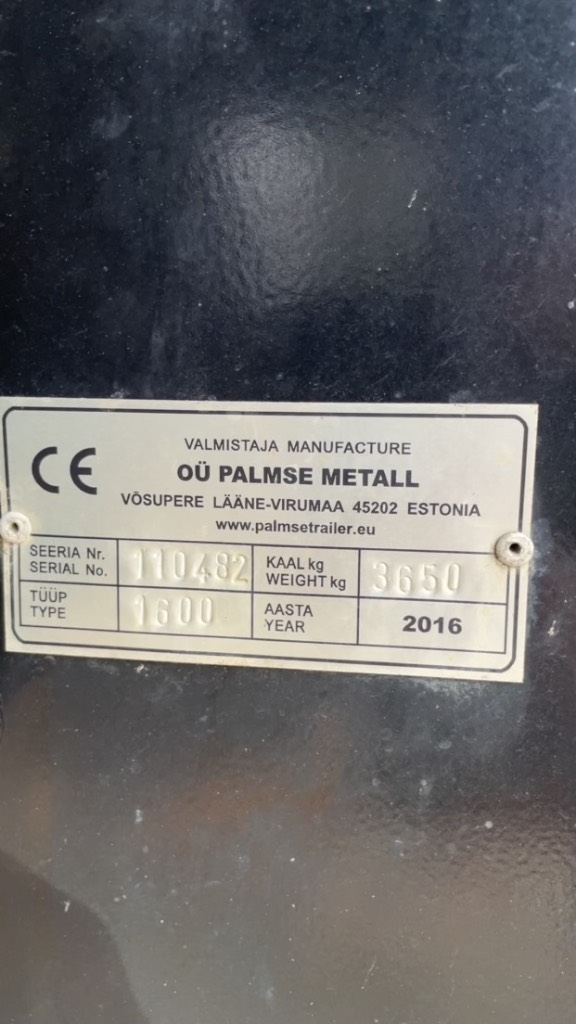 CE
VALMISTAJA MANUFACTURE
OÜ PALMSE METALL
VÕSUPERE LÄÄNE-VIRUMAA 45202 ESTONIA
www.palmsetrailer.eu
SEERIA Nr.
SERIAL No.
110482
KAAL kg
WEIGHT kg
3650
TÜÜP
TYPE
1600
AASTA
YEAR
2016